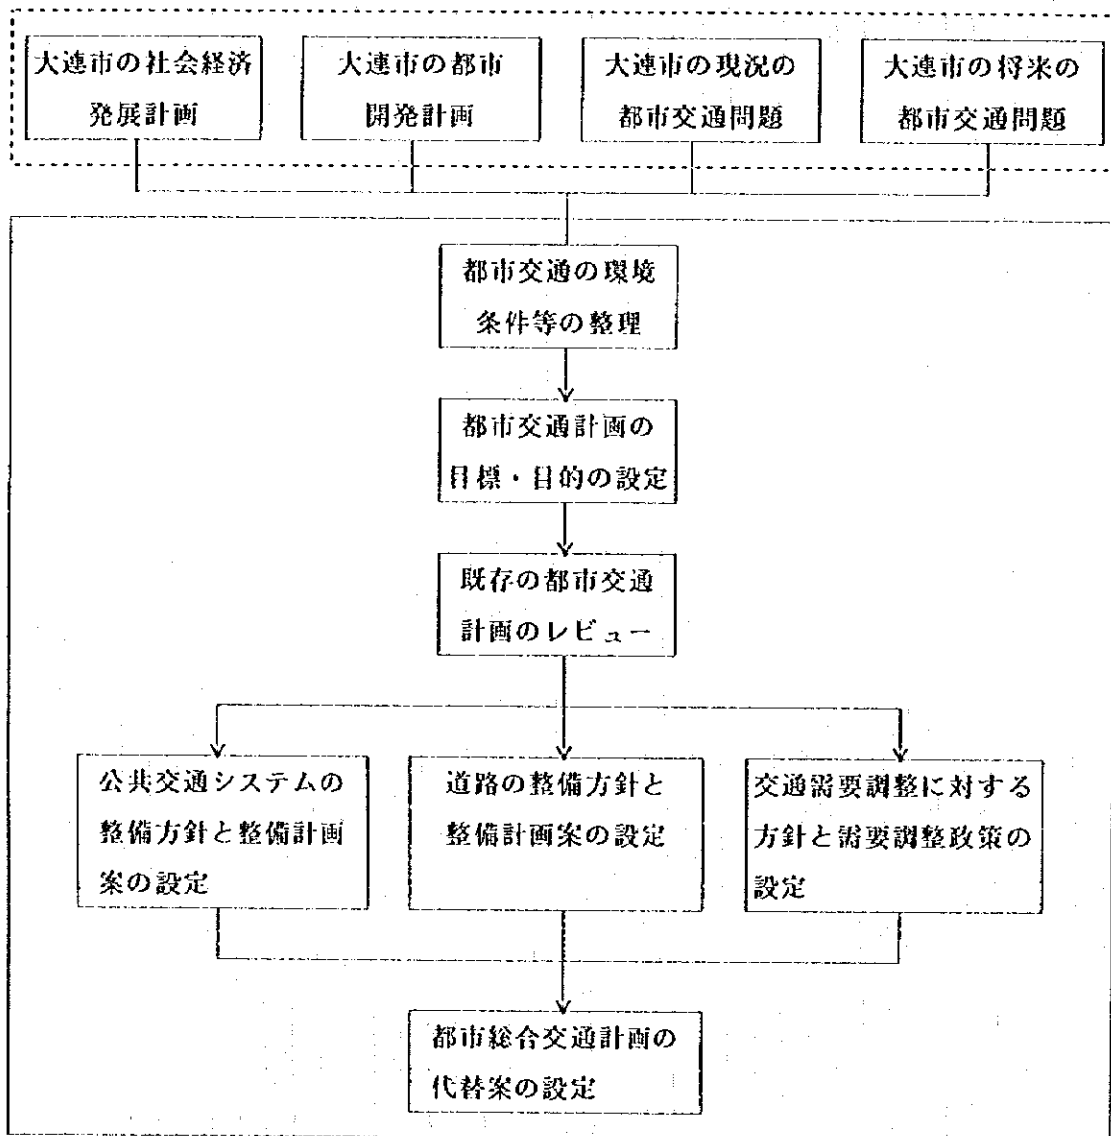 大連市の社会経済
発展計画
大連市の都市
開発計画
大連市の現況の
都市交通問題
大連市の将来の
都市交通問題
都市交通の環境
条件等の整理
都市交通計画の
目標・目的の設定
既存の都市交通
計画のレビュー
公共交通システムの
整備方針と整備計画
案の設定
道路の整備方針と
整備計画案の設定
交通需要調整に対する
方針と需要調整政策の
設定
都市総合交通計画の
代替案の設定